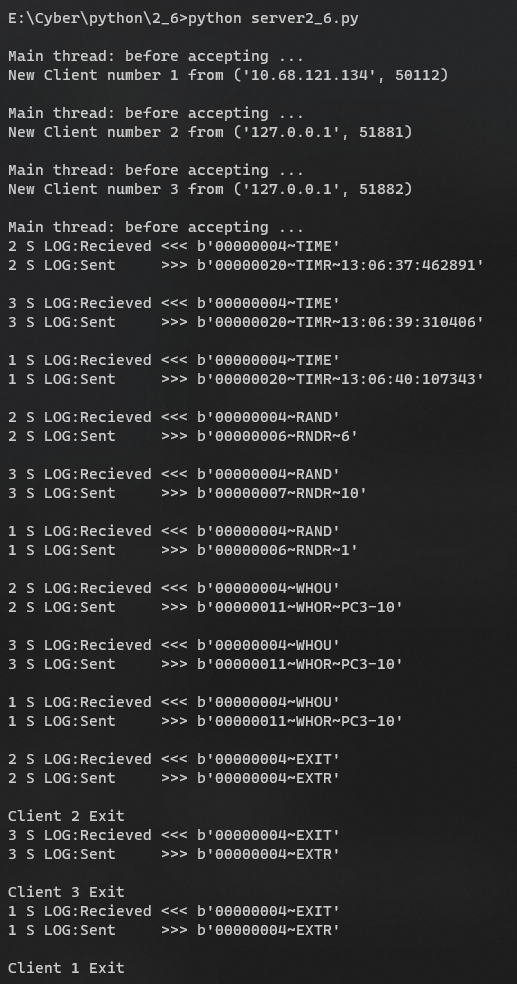 E:\Cyber\python\2_6>python server2_6.py
Main thread: before accepting ...
New Client number 1 from ('10.68.121.134', 50112)
Main thread: before accepting ...
New Client number 2 from ('127.0.0.1', 51881)
Main thread: before accepting ...
New Client number 3 from ('127.0.0.1', 51882)
Main thread: before accepting ...
2 S LOG:Recieved <<< b'00000004~TIME'
2 S LOG:Sent     >>> b'00000020~TIMR~13:06:37:462891'
3 S LOG:Recieved <<< b'00000004~TIME'
3 S LOG:Sent     >>> b'00000020~TIMR~13:06:39:310406'
1 S LOG:Recieved <<< b'00000004~TIME'
1 S LOG:Sent     >>> b'00000020~TIMR~13:06:40:107343'
2 S LOG:Recieved <<< b'00000004~RAND'
2 S LOG:Sent     >>> b'00000006~RNDR~6'
3 S LOG:Recieved <<< b'00000004~RAND'
3 S LOG:Sent     >>> b'00000007~RNDR~10'
1 S LOG:Recieved <<< b'00000004~RAND'
1 S LOG:Sent     >>> b'00000006~RNDR~1'
2 S LOG:Recieved <<< b'00000004~WHOU'
2 S LOG:Sent     >>> b'00000011~WHOR~PC3-10'
3 S LOG:Recieved <<< b'00000004~WHOU'
3 S LOG:Sent     >>> b'00000011~WHOR~PC3-10'
1 S LOG:Recieved <<< b'00000004~WHOU'
1 S LOG:Sent     >>> b'00000011~WHOR~PC3-10'
2 S LOG:Recieved <<< b'00000004~EXIT'
2 S LOG:Sent     >>> b'00000004~EXTR'
Client 2 Exit
3 S LOG:Recieved <<< b'00000004~EXIT'
3 S LOG:Sent     >>> b'00000004~EXTR'
Client 3 Exit
1 S LOG:Recieved <<< b'00000004~EXIT'
1 S LOG:Sent     >>> b'00000004~EXTR'
Client 1 Exit